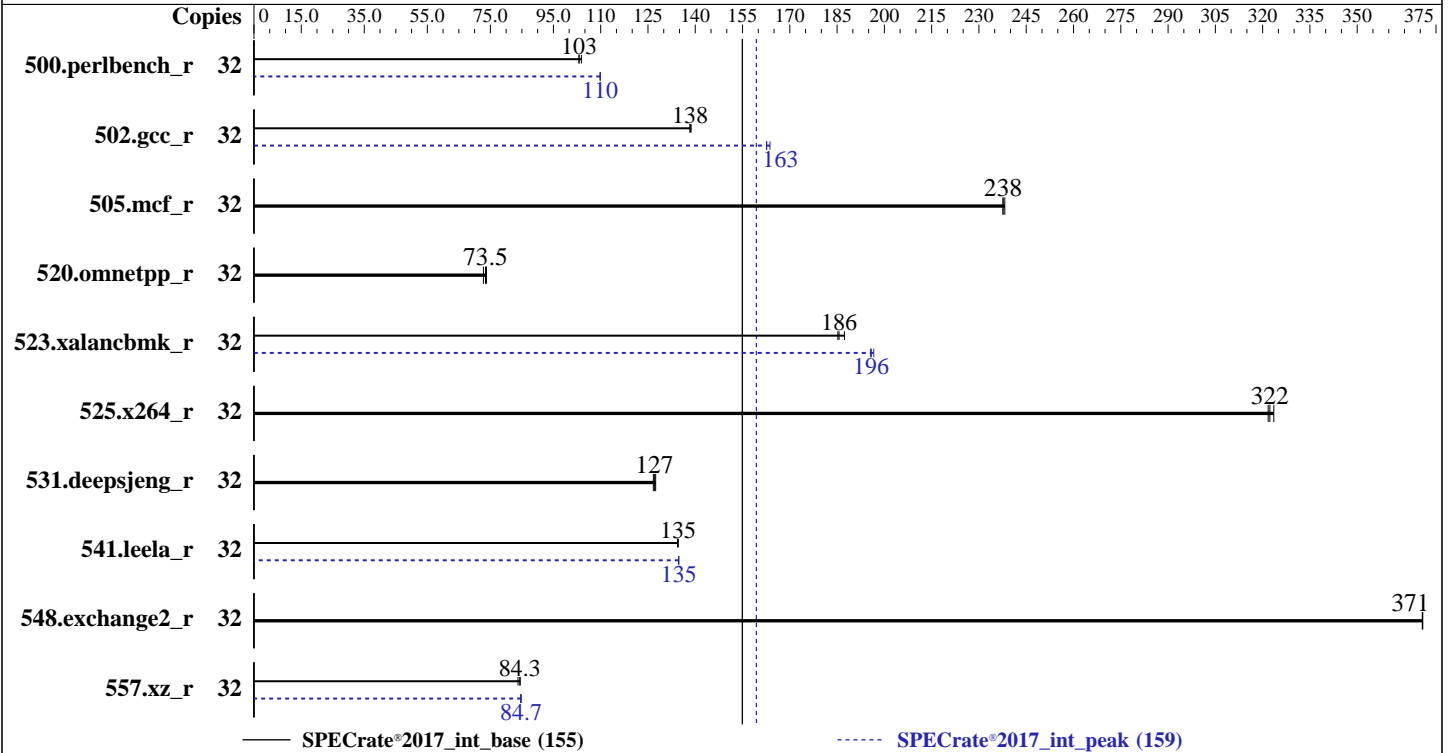 Copies 0 15.0 35.0 55.0 75.0 95.0 110 125 140 155 170 185 200 215 230 245 260 275 290 305 320 335 350 375
103
500.perlbench_r 32
110
138
502.gcc_r 32
163
238
505.mcf_r 32
73.5
520.omnetpp_r 32
186
523.xalancbmk_r 32
196
322
525.x264_r 32
127
531.deepsjeng_r 32
135
541.leela_r 32
135
371
548.exchange2_r 32
84.3
557.xz_r 32
84.7
SPECrate®2017_int_base (155) SPECrate®2017_int_peak (159)